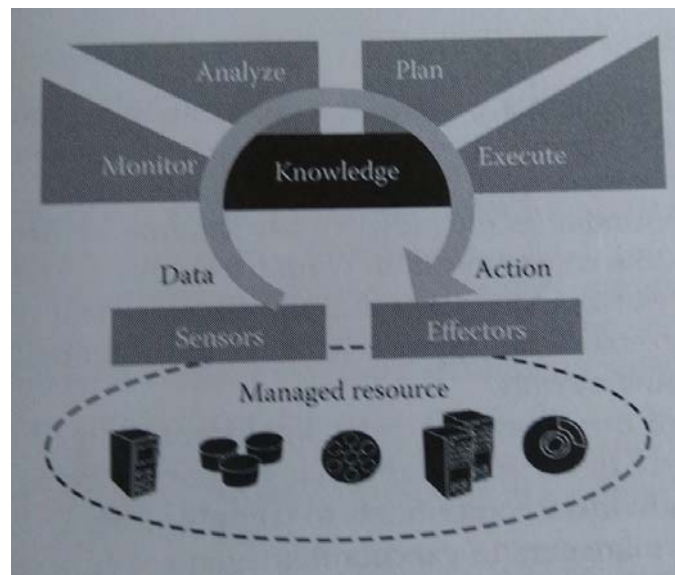 Analyze
Plan
Monitor
Knowledge
Execute
Data
Action
Sensors
Effectors
Managed resource